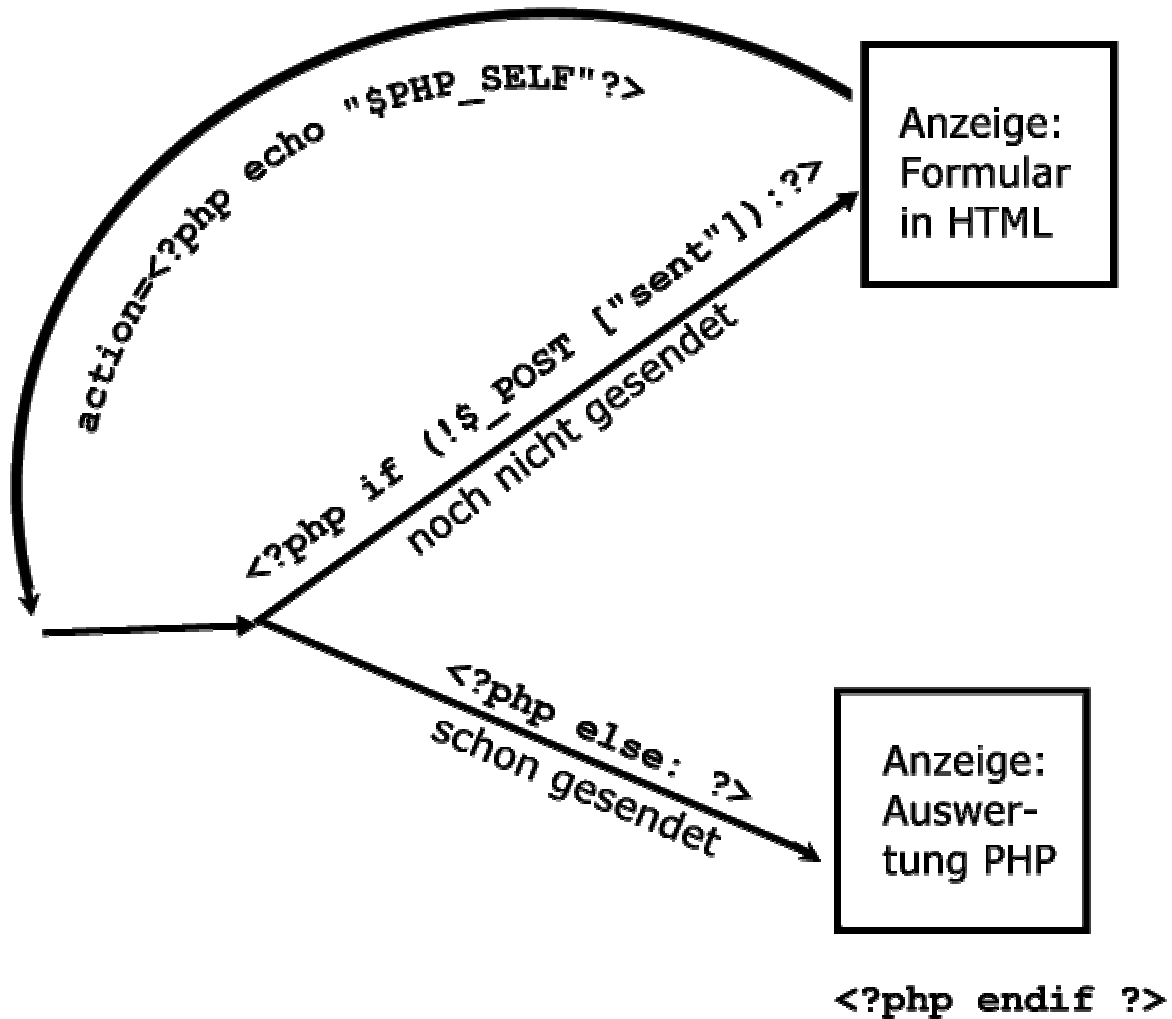 action=<?php echo "$PHP_SELF"?>
Anzeige:
Formular
in HTML
<?php if (!$_POST ["sent"]):?>
noch nicht gesendet
<?php else: ?>
schon gesendet
Anzeige:
Auswer-
tung PHP
<?php endif ?>